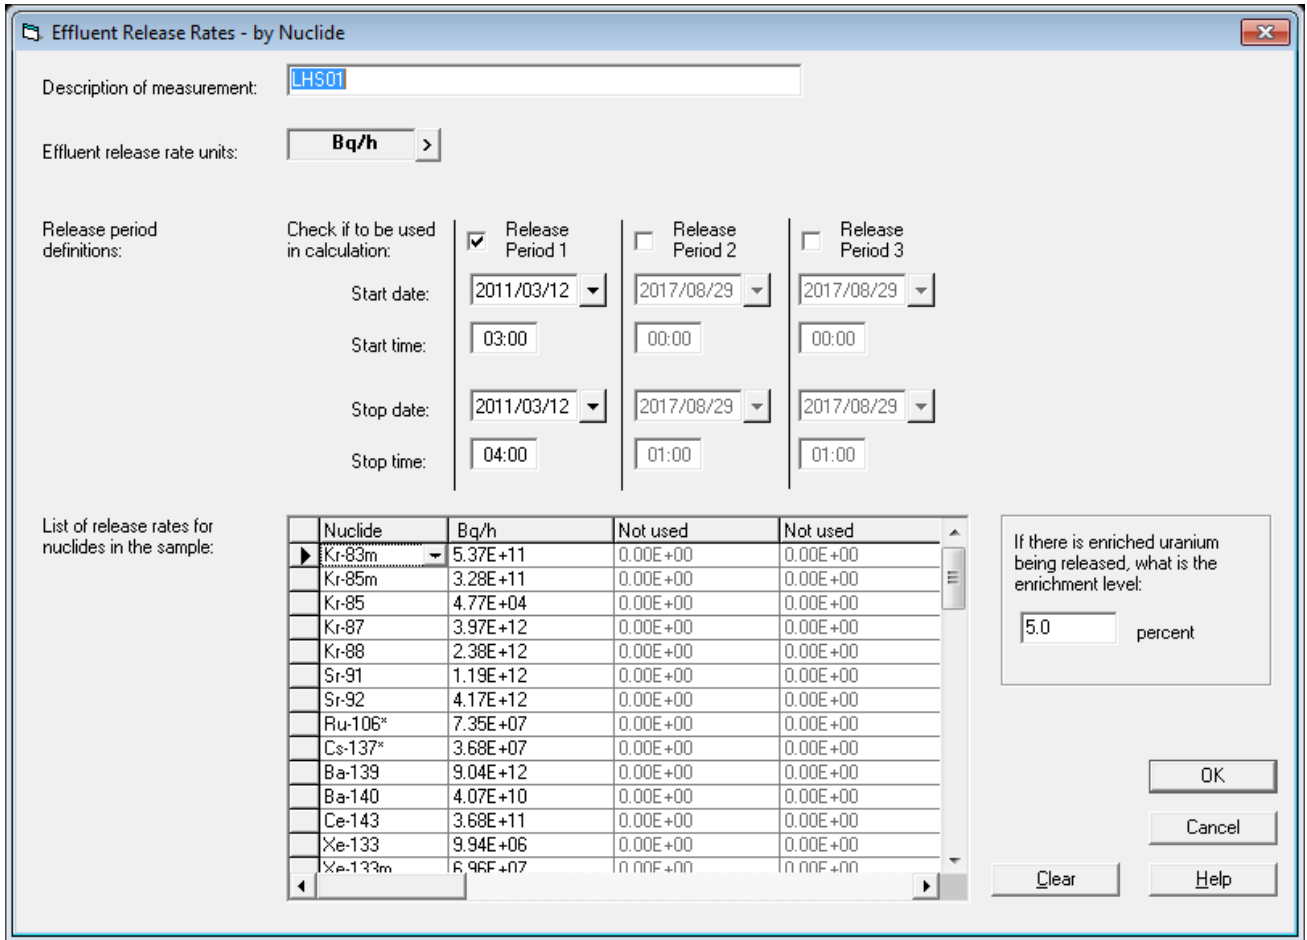 Effluent Release Rates - by Nuclide
Description of measurement:
LHS01
Effluent release rate units:
Bq/h >
Release period
definitions:
Check if to be used
in calculation:
Release
Period 1
Release
Period 2
Release
Period 3
Start date:
2011/03/12
2017/08/29
2017/08/29
Start time:
03:00
00:00
00:00
Stop date:
2011/03/12
2017/08/29
2017/08/29
Stop time:
04:00
01:00
01:00
List of release rates for
nuclides in the sample:
Nuclide Bq/h Not used Not used
Kr-83m 5.37E+11 0.00E+00 0.00E+00
Kr-85m 3.28E+11 0.00E+00 0.00E+00
Kr-85 4.77E+04 0.00E+00 0.00E+00
Kr-87 3.97E+12 0.00E+00 0.00E+00
Kr-88 2.38E+12 0.00E+00 0.00E+00
Sr-91 1.19E+12 0.00E+00 0.00E+00
Sr-92 4.17E+12 0.00E+00 0.00E+00
Ru-106* 7.35E+07 0.00E+00 0.00E+00
Cs-137* 3.68E+07 0.00E+00 0.00E+00
Ba-139 9.04E+12 0.00E+00 0.00E+00
Ba-140 4.07E+10 0.00E+00 0.00E+00
Ce-143 3.68E+11 0.00E+00 0.00E+00
Xe-133 9.94E+06 0.00E+00 0.00E+00
Xe-133m 6.96E+07 0.00E+00 0.00E+00
If there is enriched uranium
being released, what is the
enrichment level:
5.0 percent
OK
Cancel
Clear
Help